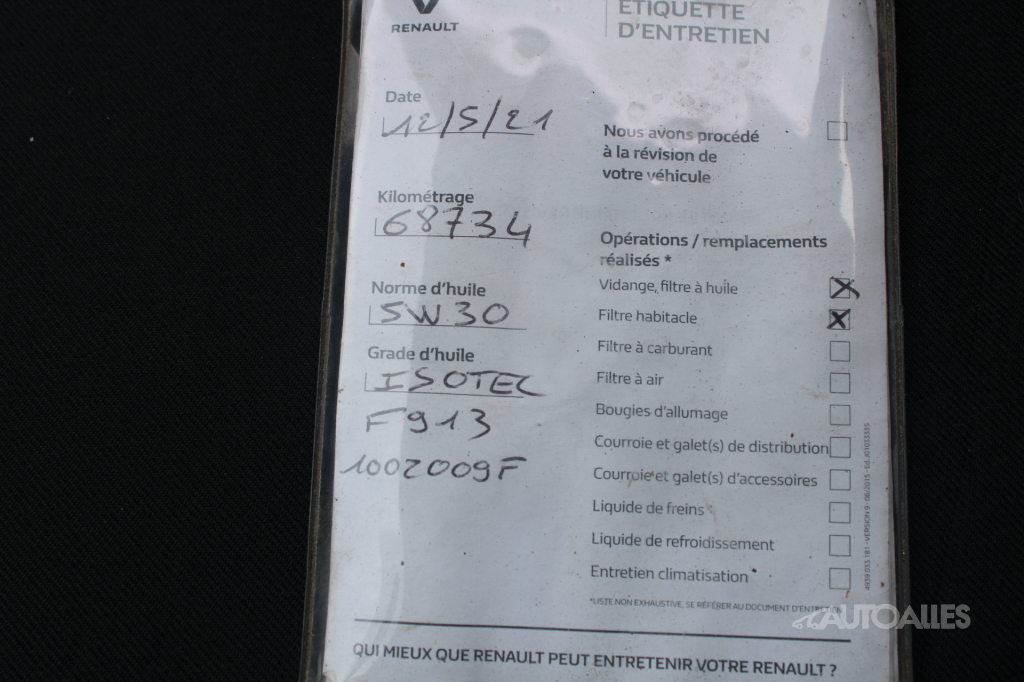 RENAULT
ÉTIQUETTE
D'ENTRETIEN
Date
12/5/21
Kilométrage
68734
Norme d'huile
5W30
Grade d'huile
ISOTEC
F913
1002009F
Nous avons procédé
à la révision de
votre véhicule
Opérations / remplacements
réalisés *
Vidange, filtre à huile
Filtre habitacle
Filtre à carburant
Filtre à air
Bougies d'allumage
Courroie et galet(s) de distribution
Courroie et galet(s) d'accessoires
Liquide de freins
Liquide de refroidissement
Entretien climatisation
*LISTE NON EXHAUSTIVE, SE RÉFÉRER AU DOCUMENT D'ENTRETIEN
QUI MIEUX QUE RENAULT PEUT ENTRETENIR VOTRE RENAULT ?
AUTOALLES